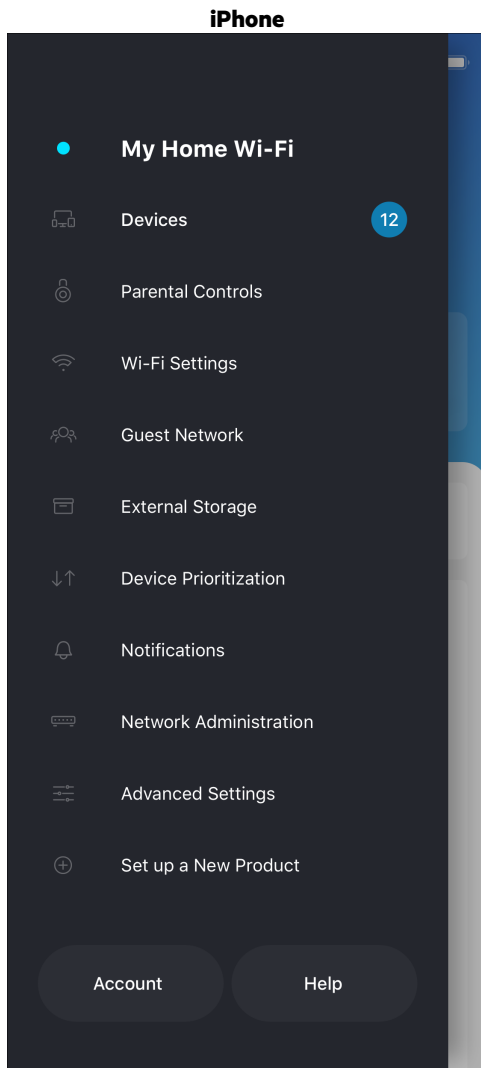 iPhone
My Home Wi-Fi
Devices 12
Parental Controls
Wi-Fi Settings
Guest Network
External Storage
Device Prioritization
Notifications
Network Administration
Advanced Settings
Set up a New Product
Account Help